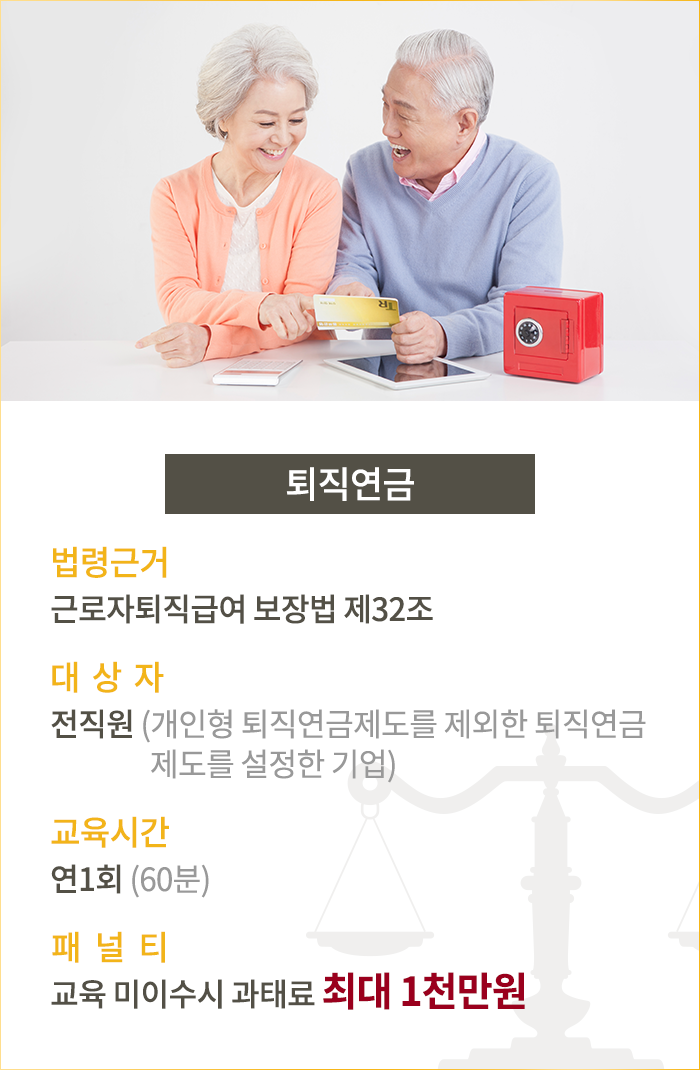 퇴직연금
법령근거
근로자퇴직급여 보장법 제32조
대 상 자
전직원 (개인형 퇴직연금제도를 제외한 퇴직연금
제도를 설정한 기업)
교육시간
연1회 (60분)
패 널 티
교육 미이수시 과태료 최대 1천만원